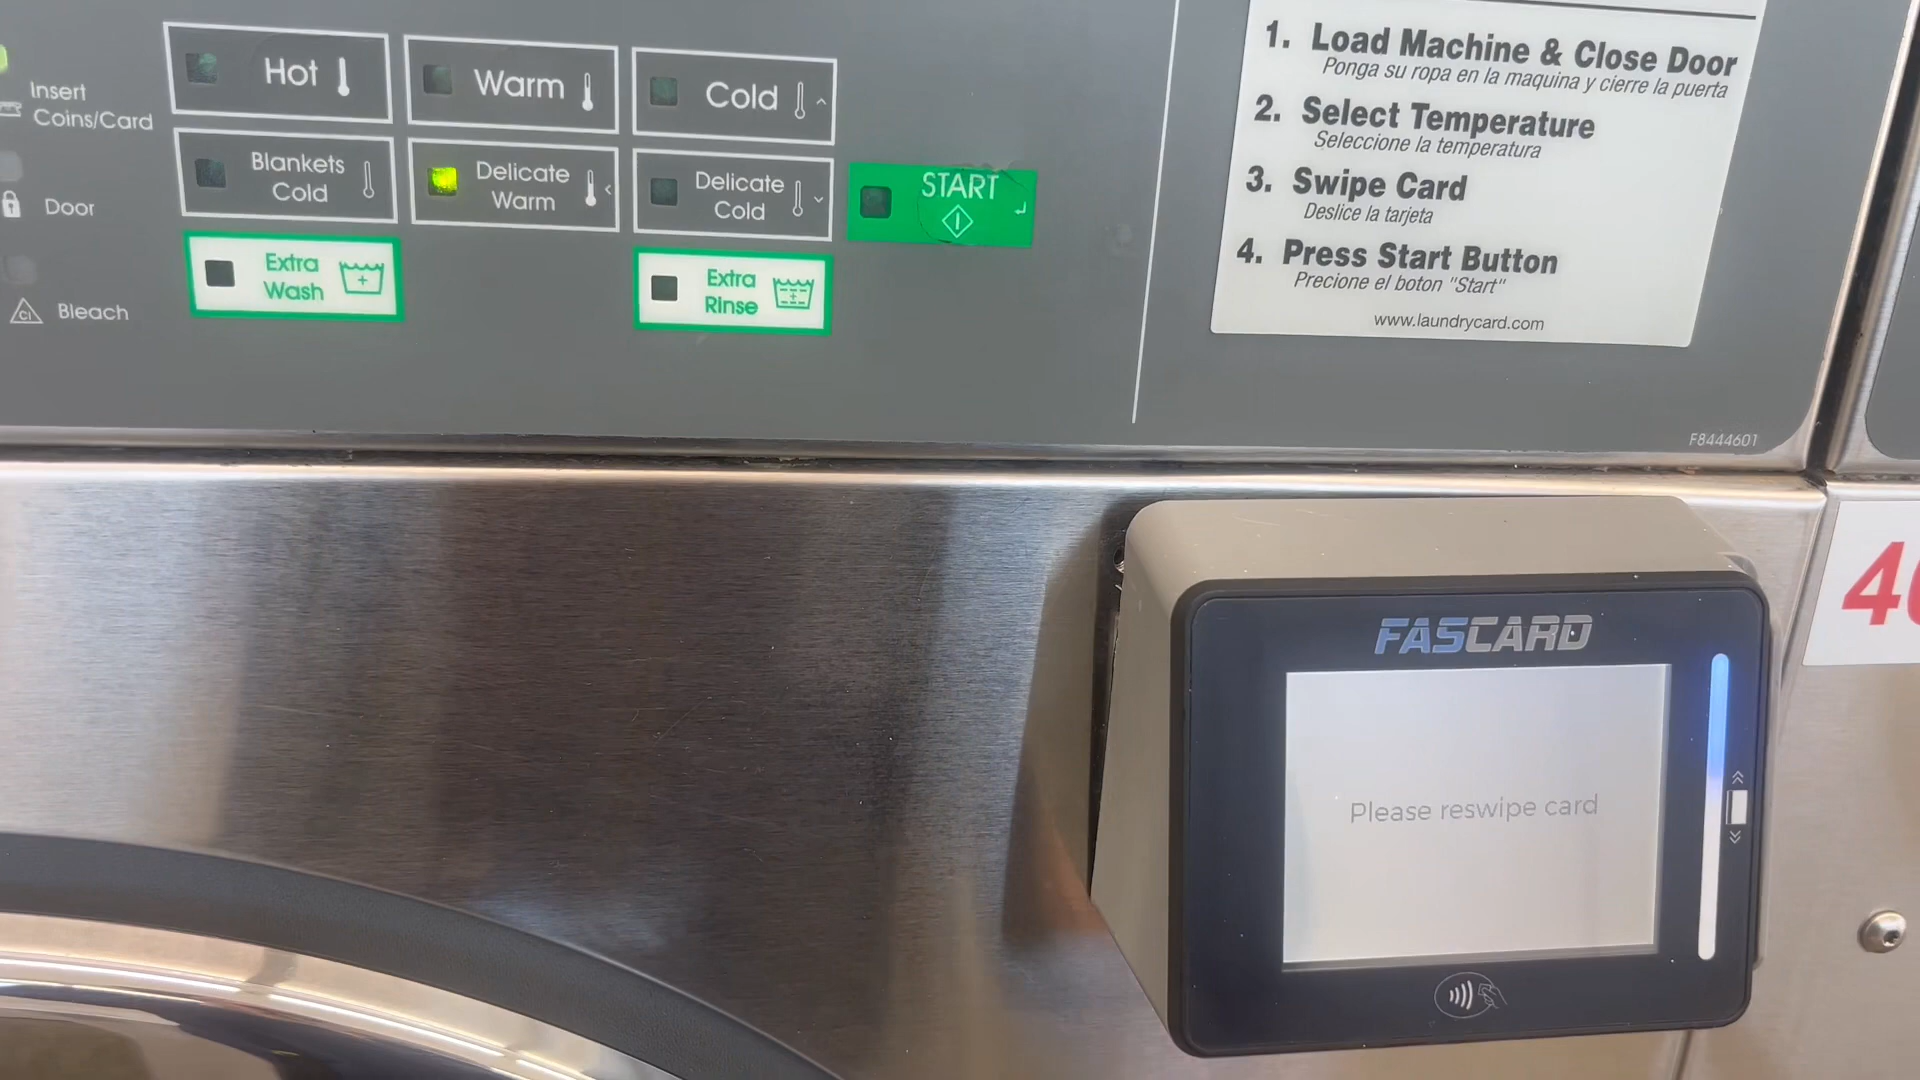 Insert
Coins/Card
Door
Cl
Bleach
Hot
Warm
Cold
Blankets
Cold
Delicate
Warm
Delicate
Cold
START
Extra
Wash
Extra
Rinse
1. Load Machine & Close Door
Ponga su ropa en la maquina y cierre la puerta
2. Select Temperature
Seleccione la temperatura
3. Swipe Card
Deslice la tarjeta
4. Press Start Button
Precione el boton "Start"
www.laundrycard.com
F8444601
FASCARD
Please reswipe card